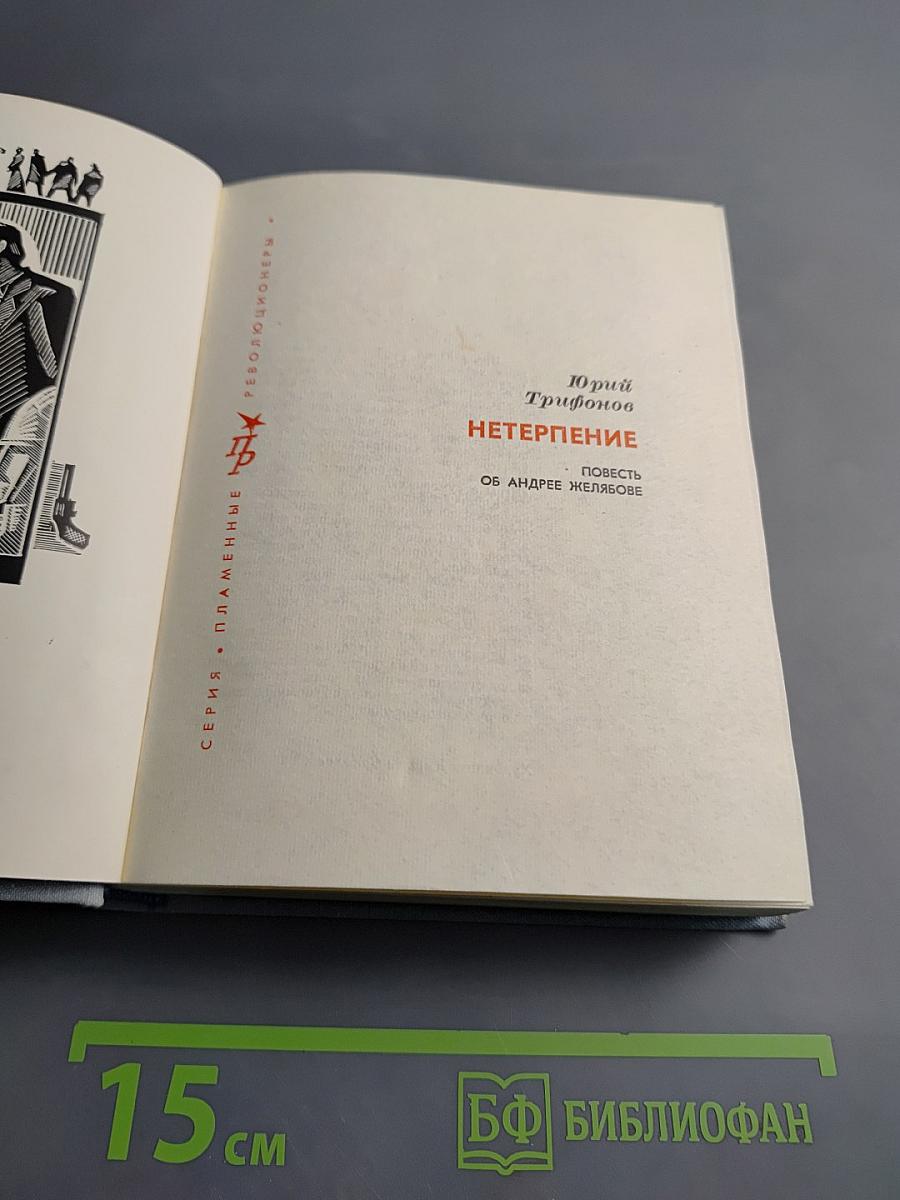 СЕРИЯ • ПЛАМЕННЫЕ ПР РЕВОЛЮЦИОНЕРЫ •
Юрий
Трифонов
НЕТЕРПЕНИЕ
ПОВЕСТЬ
ОБ АНДРЕЕ ЖЕЛЯБОВЕ
15 см
БФ БИБЛИОФАН